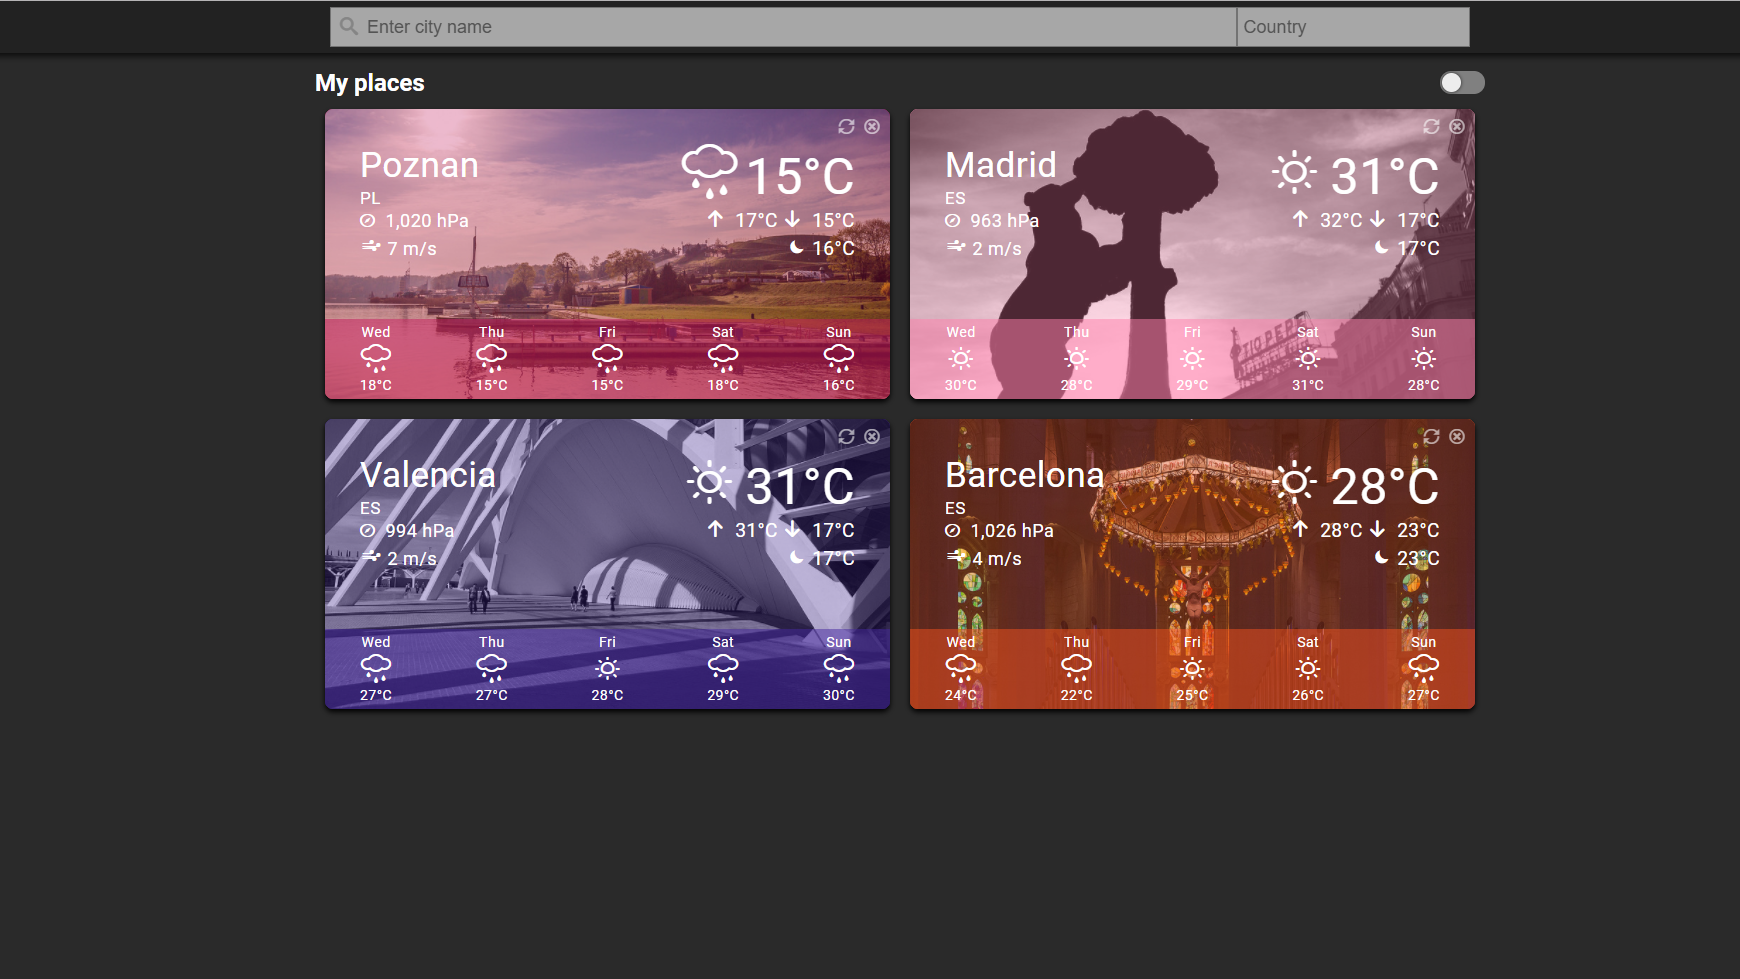 Enter city name Country
My places
Poznan 15°C
PL
1,020 hPa 17°C 15°C
7 m/s 16°C
Wed Thu Fri Sat Sun
18°C 15°C 15°C 18°C 16°C
Madrid 31°C
ES
963 hPa 32°C 17°C
2 m/s 17°C
TIO PEPE
Wed Thu Fri Sat Sun
30°C 28°C 29°C 31°C 28°C
Valencia 31°C
ES
994 hPa 31°C 17°C
2 m/s 17°C
Wed Thu Fri Sat Sun
27°C 27°C 28°C 29°C 30°C
Barcelona 28°C
ES
1,026 hPa 28°C 23°C
4 m/s 23°C
Wed Thu Fri Sat Sun
24°C 22°C 25°C 26°C 27°C